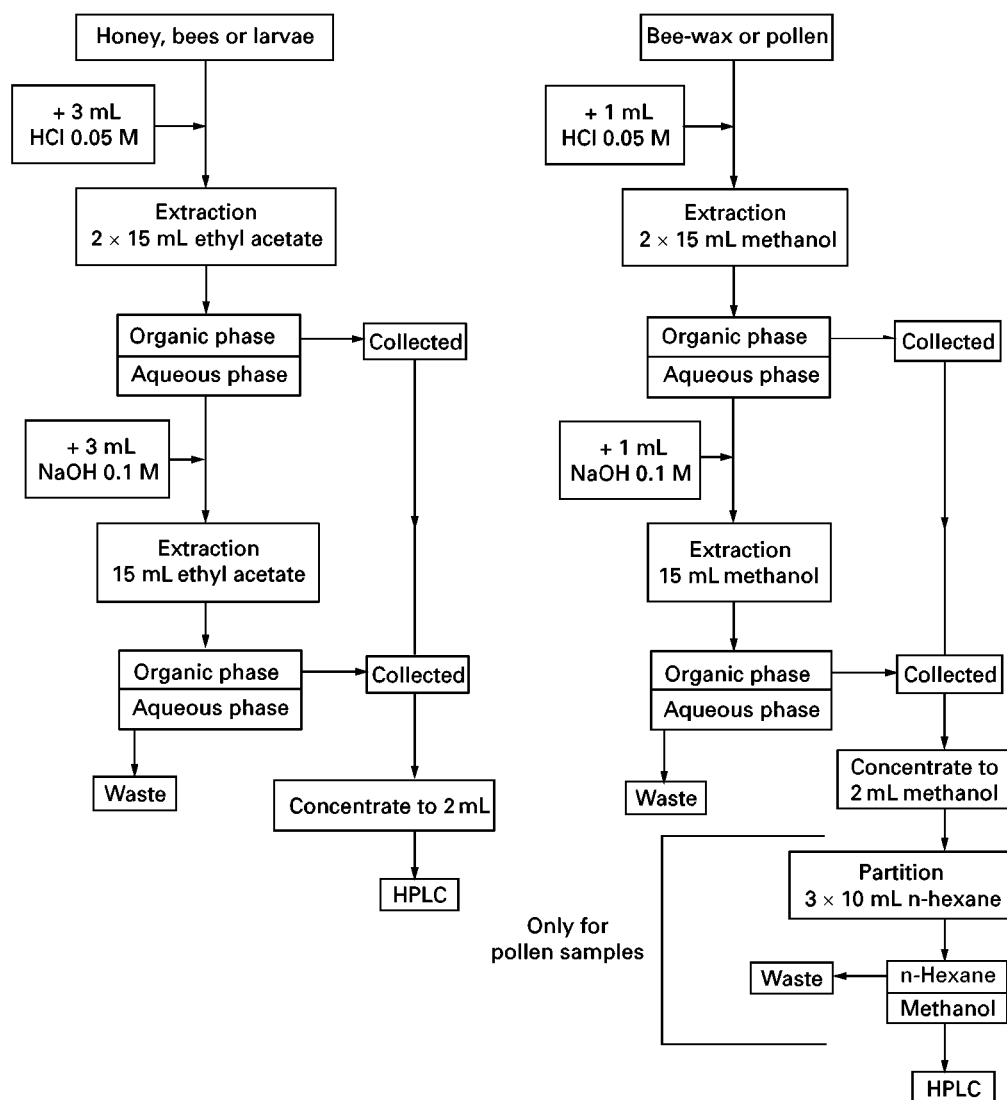 Honey, bees or larvae
+ 3 mL
HCl 0.05 M
Extraction
2 × 15 mL ethyl acetate
Organic phase
Collected
Aqueous phase
+ 3 mL
NaOH 0.1 M
Extraction
15 mL ethyl acetate
Organic phase
Collected
Aqueous phase
Waste
Concentrate to 2 mL
HPLC
Bee-wax or pollen
+ 1 mL
HCl 0.05 M
Extraction
2 × 15 mL methanol
Organic phase
Collected
Aqueous phase
+ 1 mL
NaOH 0.1 M
Extraction
15 mL methanol
Organic phase
Collected
Aqueous phase
Waste
Concentrate to
2 mL methanol
Partition
3 × 10 mL n-hexane
Only for
pollen samples
Waste
n-Hexane
Methanol
HPLC